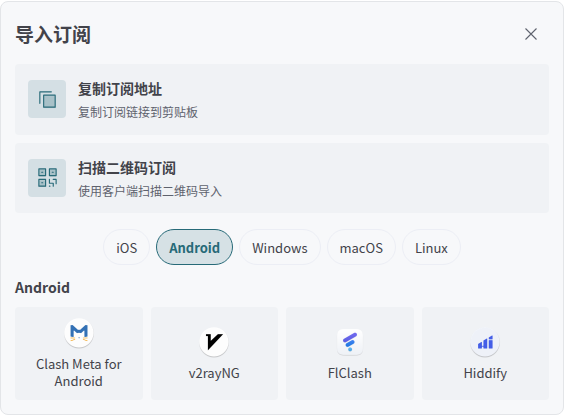 导入订阅
复制订阅地址
复制订阅链接到剪贴板
扫描二维码订阅
使用客户端扫描二维码导入
iOS
Android
Windows
macOS
Linux
Android
Clash Meta for
Android
v2rayNG
FlClash
Hiddify